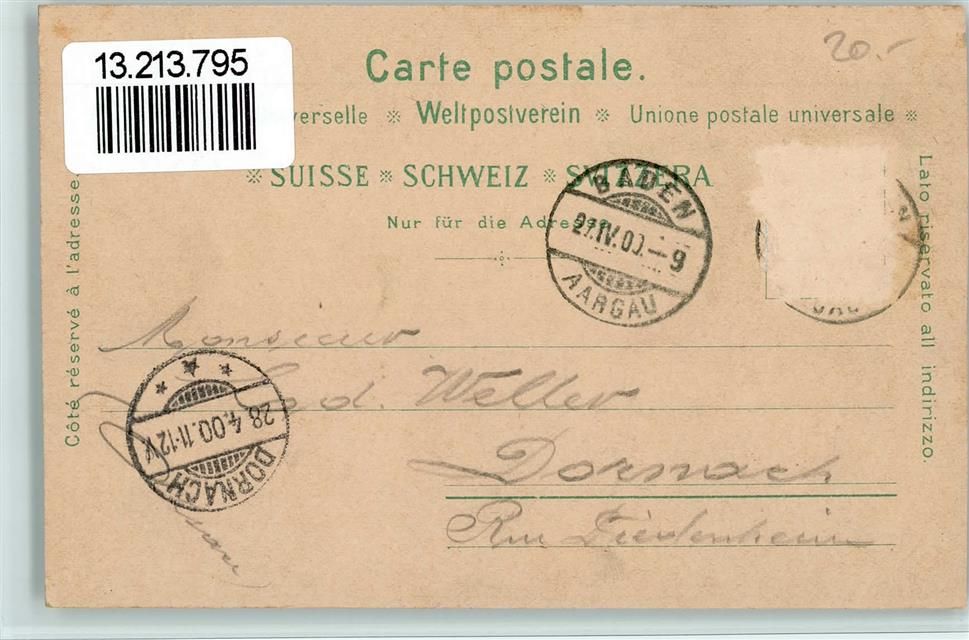 20.-
13.213.795
Carte postale.
verselle ※ Weltpostverein ※ Unione postale universale ※
※ SUISSE ※ SCHWEIZ ※ SVIZZERA
Nur für die Adresse
Côté réservé à l'adresse.
Lato riservato all indirizzo.
BADEN
27.IV.00.–9
AARGAU
N
Monsieur
Weller
Dornach
28.4.00.11-12V
DORNACH
Rue